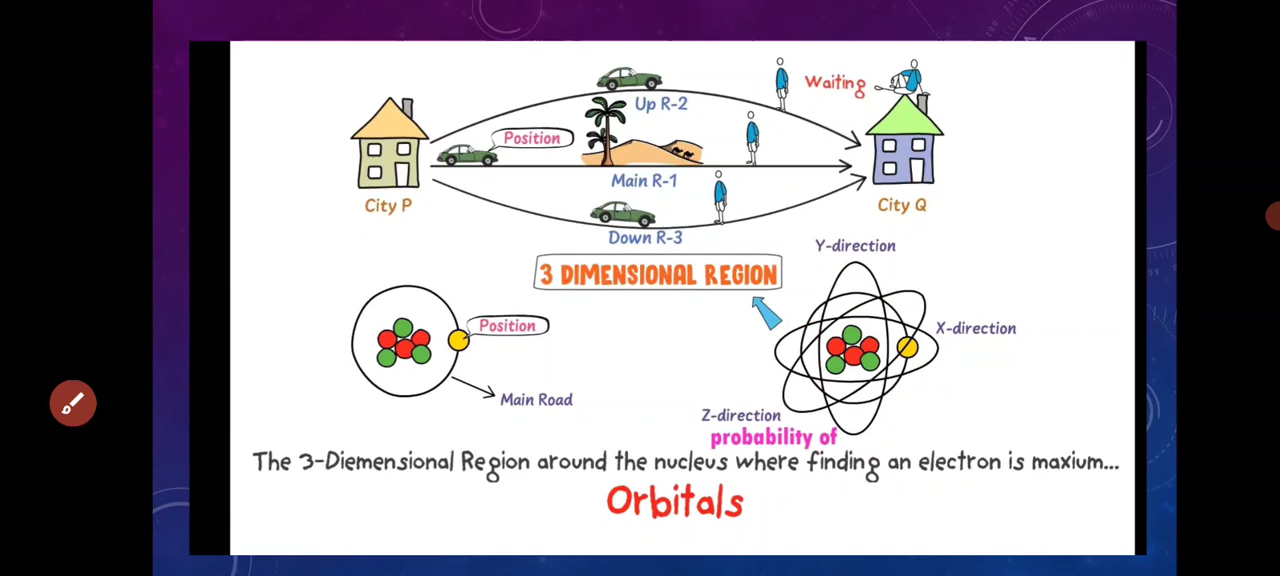 Waiting
Up R-2
Position
Main R-1
City P
City Q
Down R-3
Y-direction
3 DIMENSIONAL REGION
Position
X-direction
Main Road
Z-direction
probability of
The 3-Diemensional Region around the nucleus where finding an electron is maxium...
Orbitals